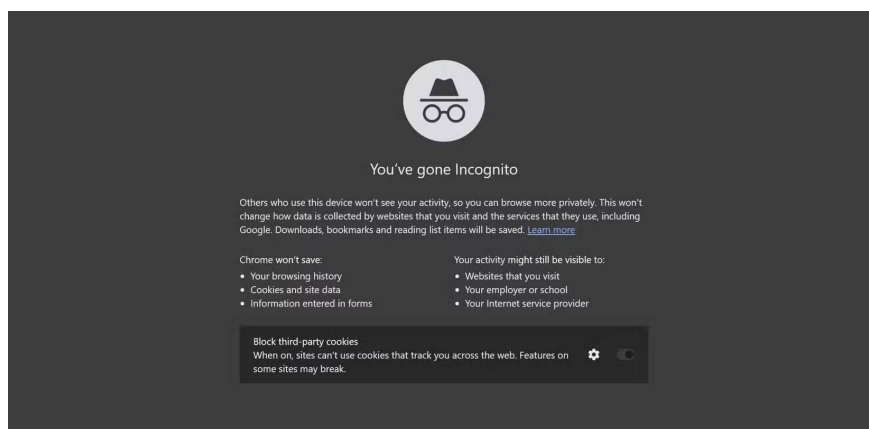 You've gone Incognito
Others who use this device won't see your activity, so you can browse more privately. This won't
change how data is collected by websites that you visit and the services that they use, including
Google. Downloads, bookmarks and reading list items will be saved. Learn more
Chrome won't save:
• Your browsing history
• Cookies and site data
• Information entered in forms
Your activity might still be visible to:
• Websites that you visit
• Your employer or school
• Your Internet service provider
Block third-party cookies
When on, sites can't use cookies that track you across the web. Features on
some sites may break.